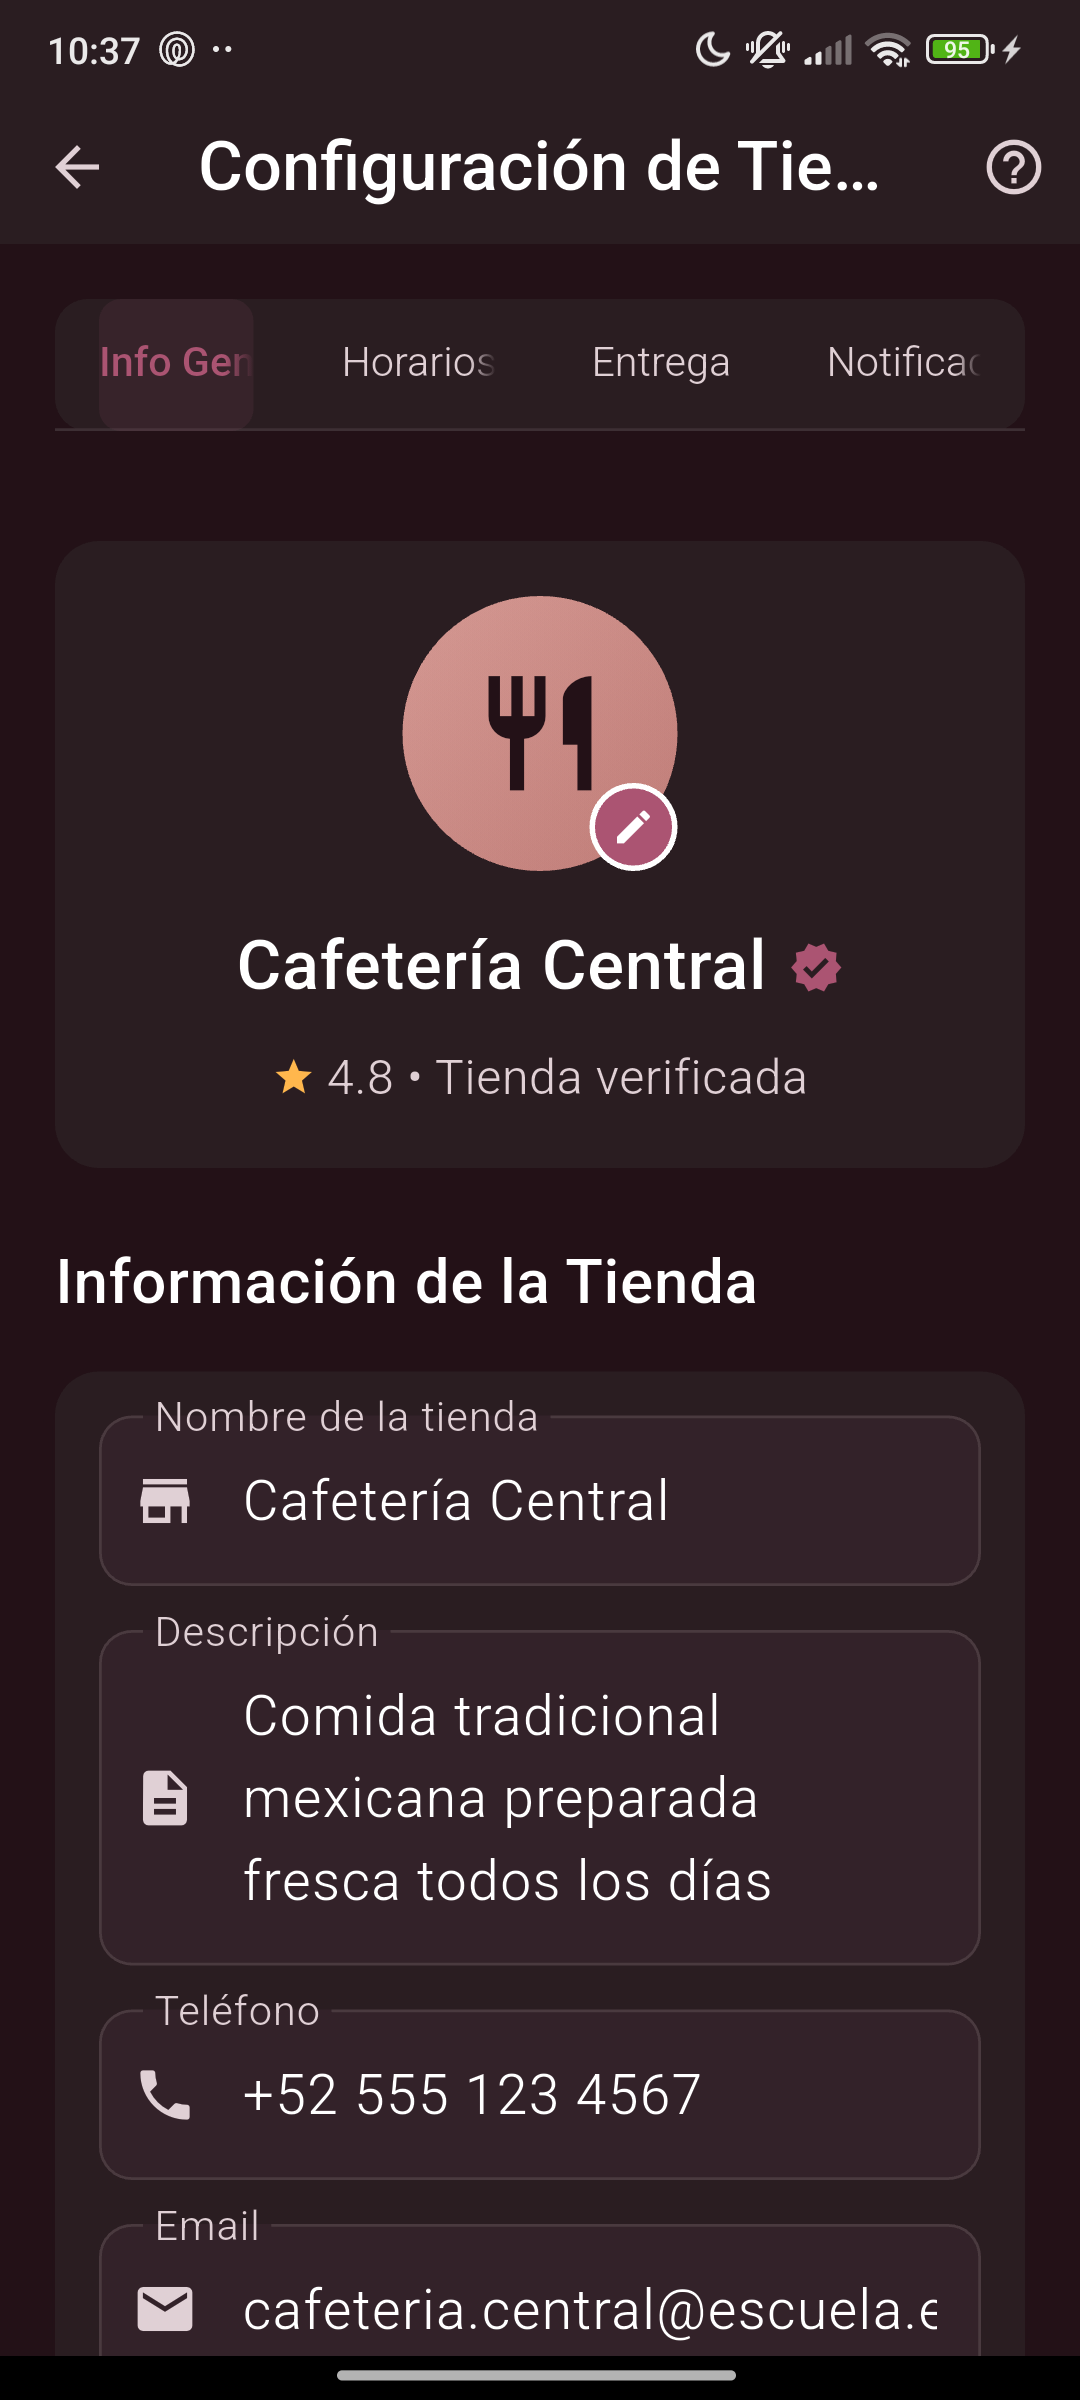 10:37
95
Configuración de Tie...
Info Gen
Horarios
Entrega
Notificac
Cafetería Central
4.8 • Tienda verificada
Información de la Tienda
Nombre de la tienda
Cafetería Central
Descripción
Comida tradicional
mexicana preparada
fresca todos los días
Teléfono
+52 555 123 4567
Email
cafeteria.central@escuela.e